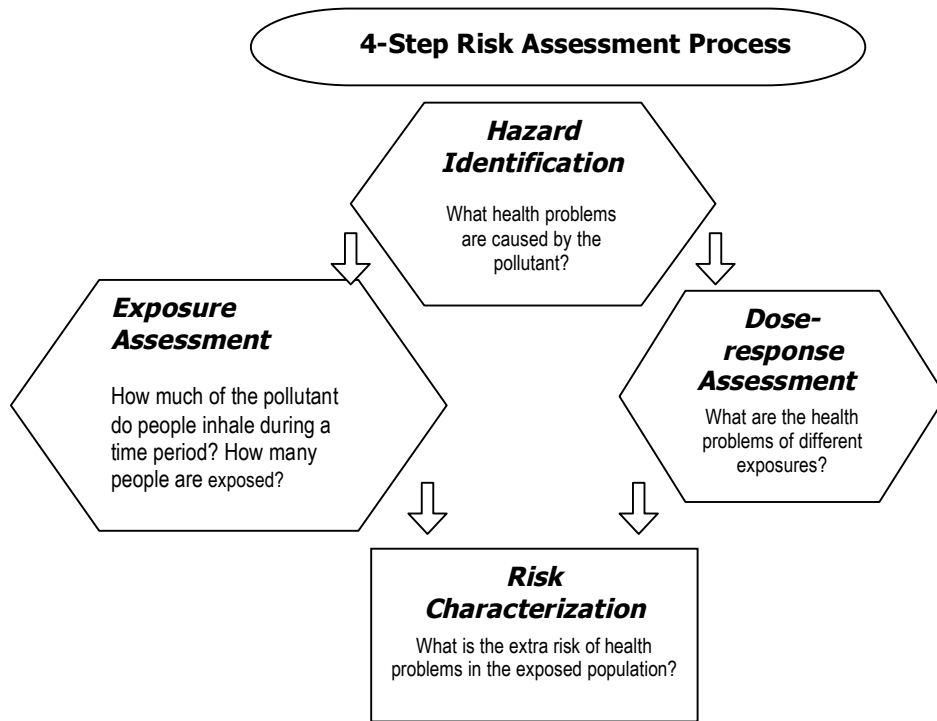 4-Step Risk Assessment Process
Hazard
Identification
What health problems
are caused by the
pollutant?
Exposure
Assessment
How much of the pollutant
do people inhale during a
time period? How many
people are exposed?
Dose-
response
Assessment
What are the health
problems of different
exposures?
Risk
Characterization
What is the extra risk of health
problems in the exposed population?